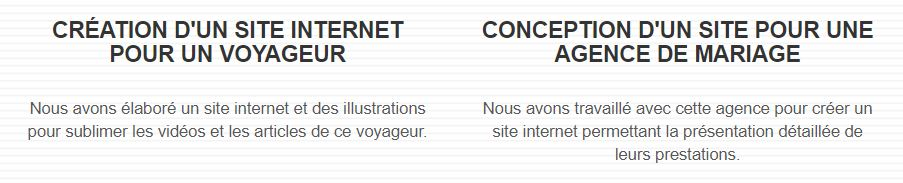 CRÉATION D'UN SITE INTERNET
POUR UN VOYAGEUR
Nous avons élaboré un site internet et des illustrations
pour sublimer les vidéos et les articles de ce voyageur.
CONCEPTION D'UN SITE POUR UNE
AGENCE DE MARIAGE
Nous avons travaillé avec cette agence pour créer un
site internet permettant la présentation détaillée de
leurs prestations.